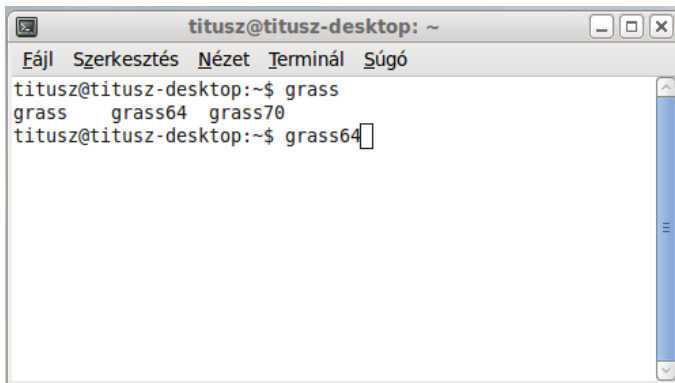 titusz@titusz-desktop: ~
Fájl Szerkesztés Nézet Terminál Súgó
titusz@titusz-desktop:~$ grass
grass grass64 grass70
titusz@titusz-desktop:~$ grass64